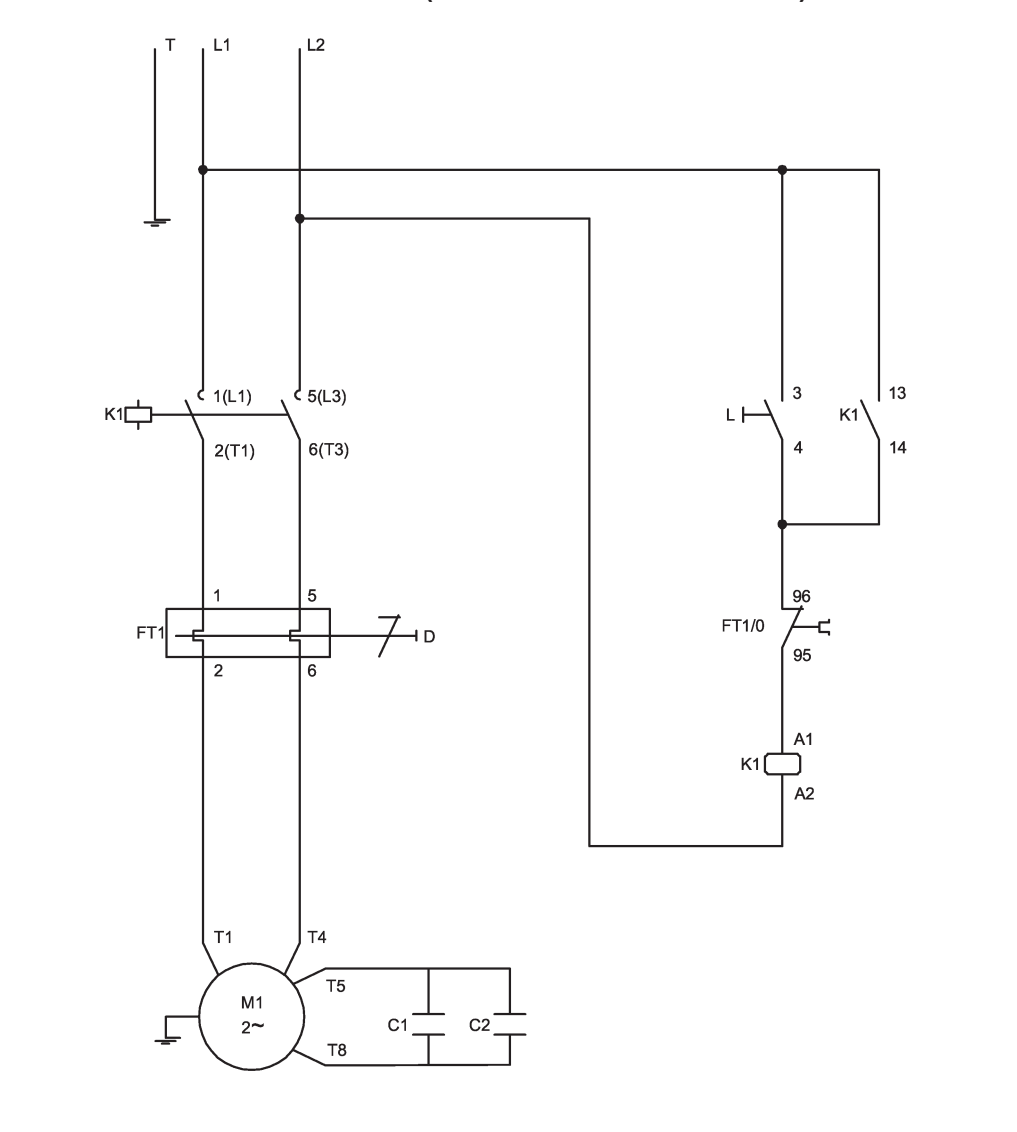 T L1 L2
1(L1) 5(L3) 3 13
K1 L K1
2(T1) 6(T3) 4 14
1 5 96
FT1 D FT1/0
2 6 95
A1
K1
A2
T1 T4
T5
M1
2~ C1 C2
T8